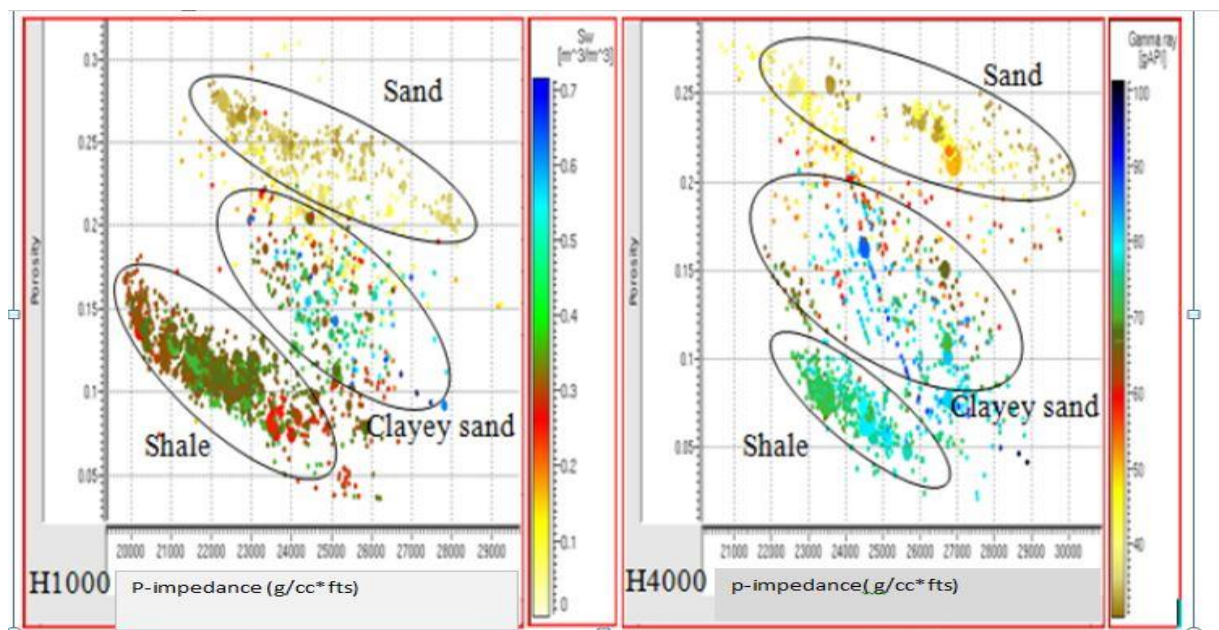 Sw
[m^3/m^3]
0.7
0.6
0.5
0.4
0.3
0.2
0.1
0
0.3
0.25
0.2
0.15
0.1
0.05
Porosity
Sand
Clayey sand
Shale
20000 21000 22000 23000 24000 25000 26000 27000 28000 29000
H1000
P-impedance (g/cc* fts)
Gamma ray
[gAPI]
100
90
80
70
60
50
40
0.25
0.2
0.15
0.1
0.05
Porosity
Sand
Clayey sand
Shale
21000 22000 23000 24000 25000 26000 27000 28000 29000 30000
H4000
p-impedance( g/cc* fts)